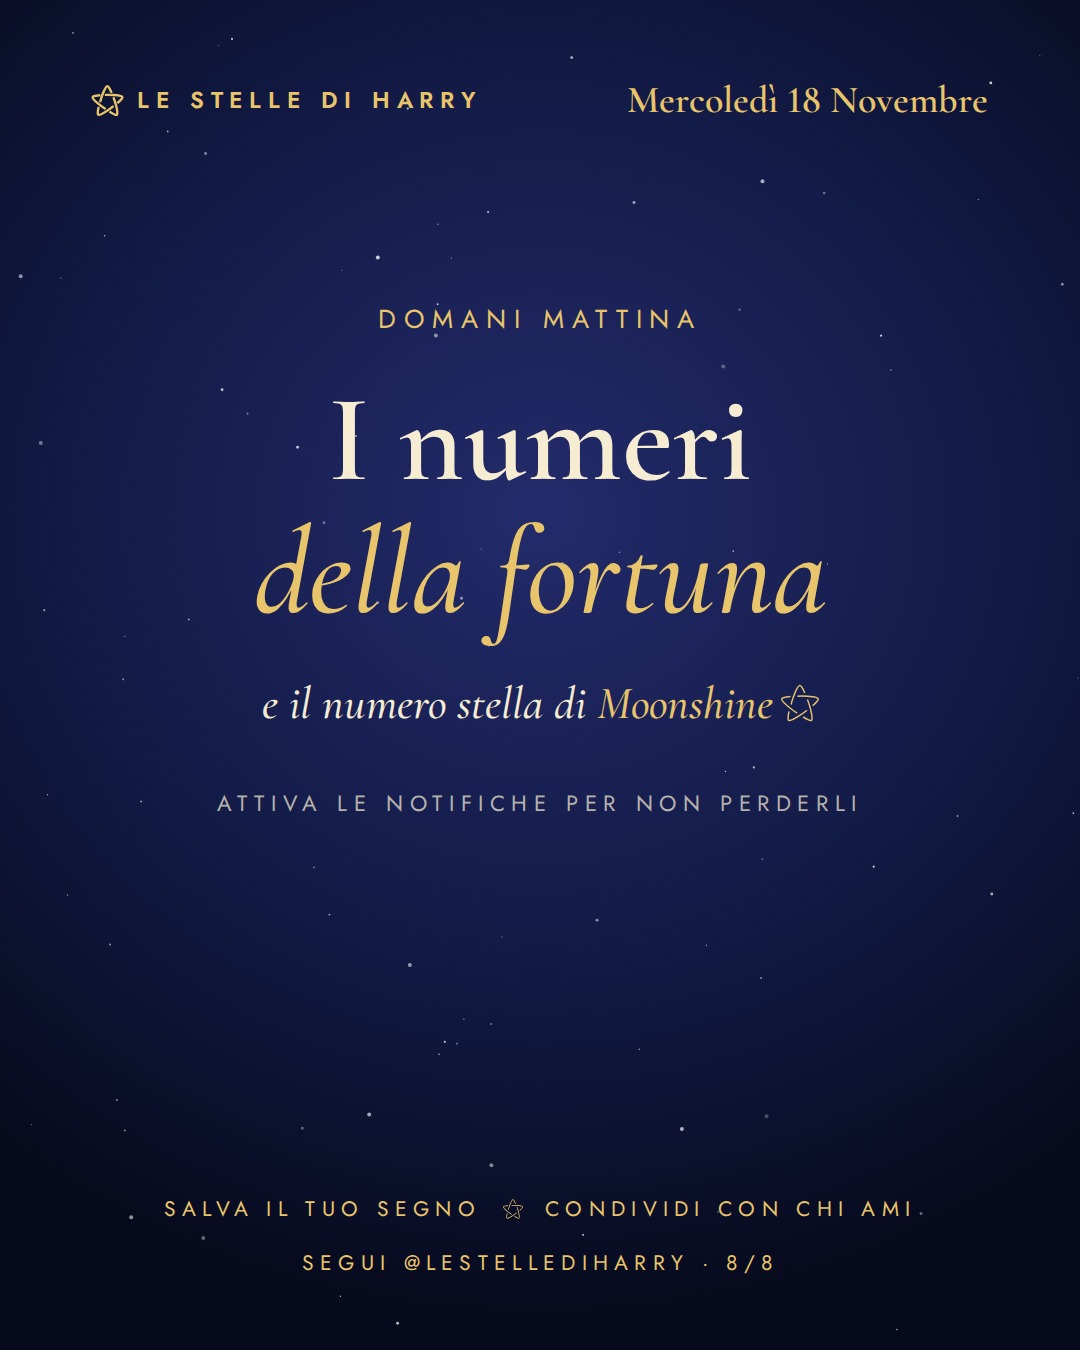 LE STELLE DI HARRY
Mercoledì 18 Novembre
DOMANI MATTINA
I numeri
della fortuna
e il numero stella di Moonshine
ATTIVA LE NOTIFICHE PER NON PERDERLI
SALVA IL TUO SEGNO CONDIVIDI CON CHI AMI
SEGUI @LESTELLEDIHARRY · 8/8